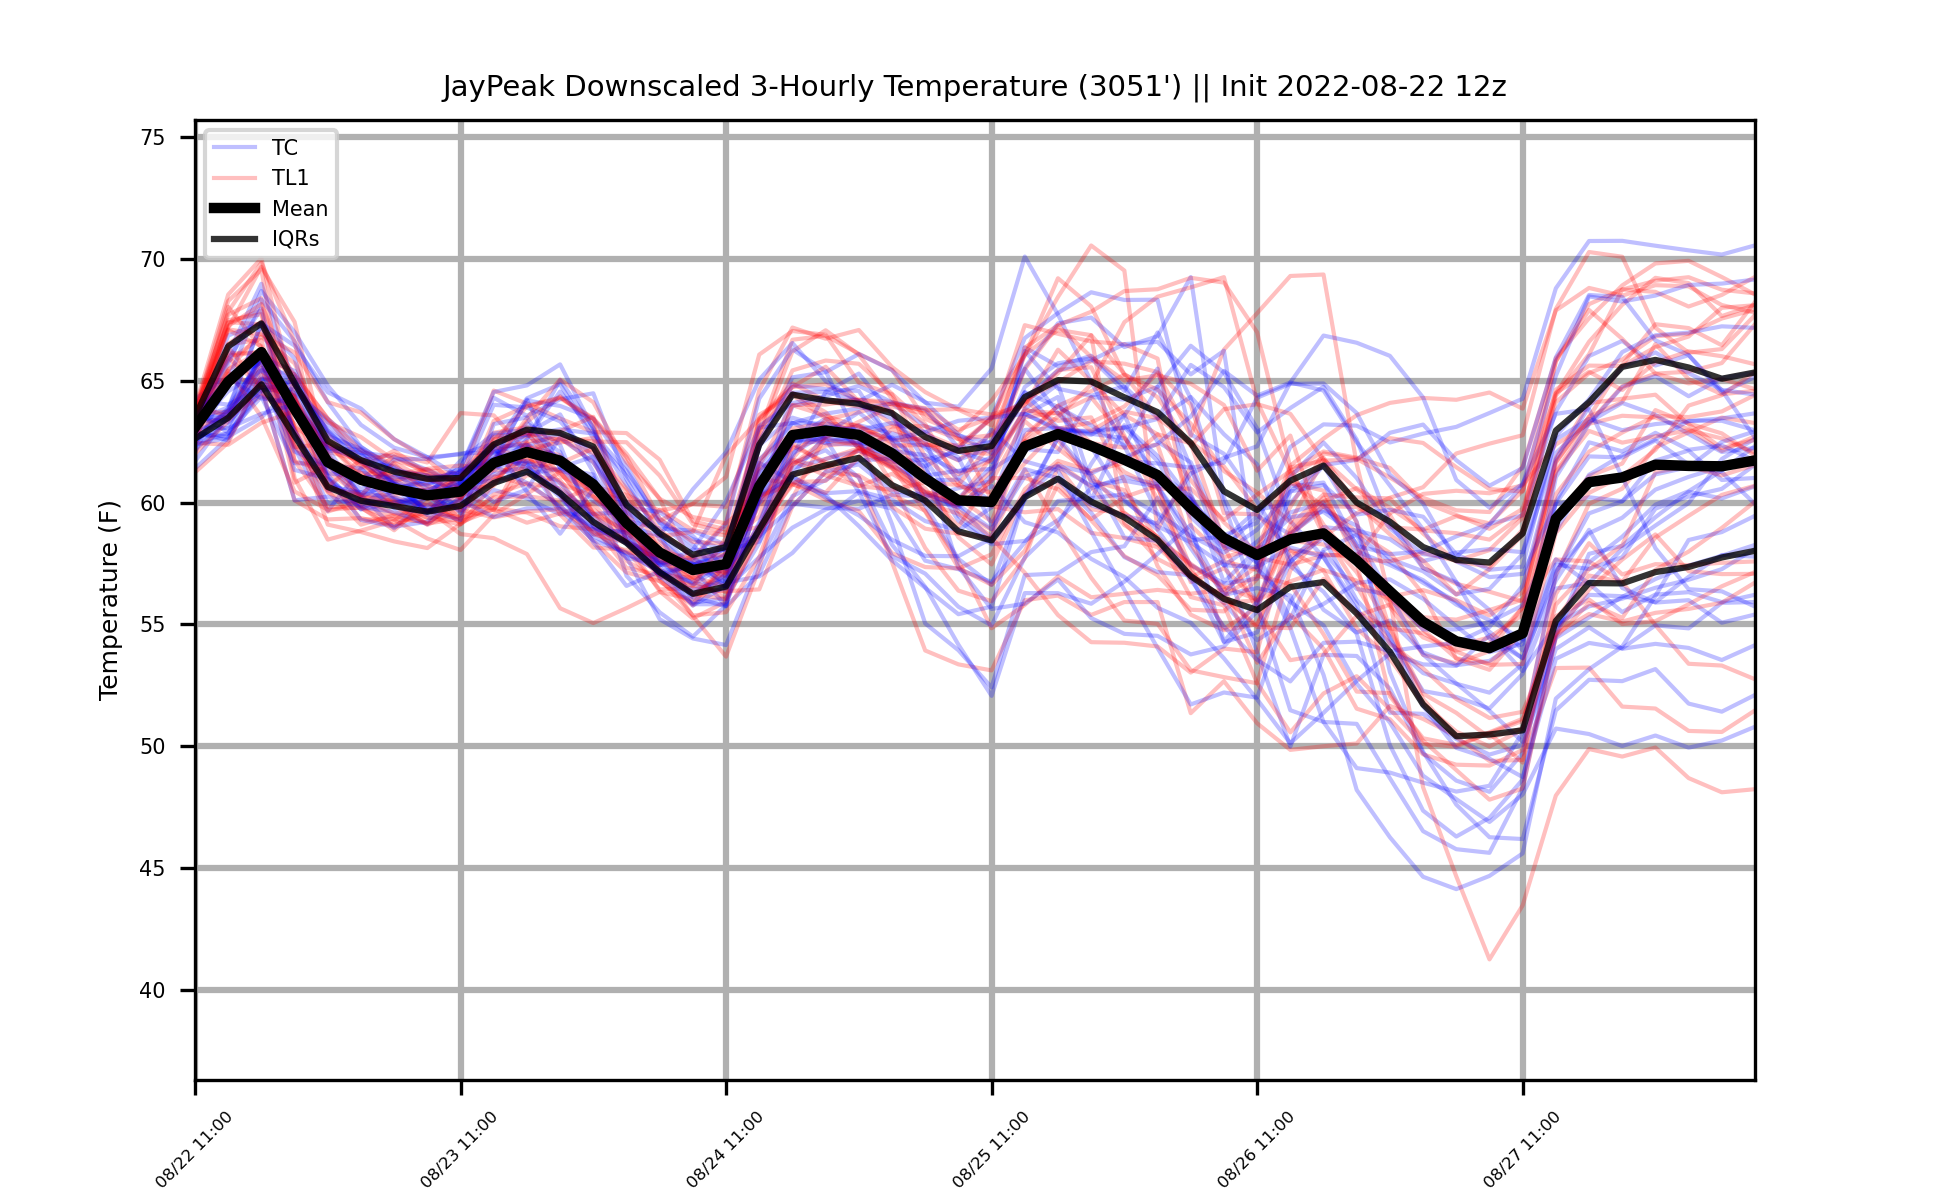 JayPeak Downscaled 3-Hourly Temperature (3051') || Init 2022-08-22 12z
TC
TL1
Mean
IQRs
Temperature (F)
75
70
65
60
55
50
45
40
08/22 11:00
08/23 11:00
08/24 11:00
08/25 11:00
08/26 11:00
08/27 11:00